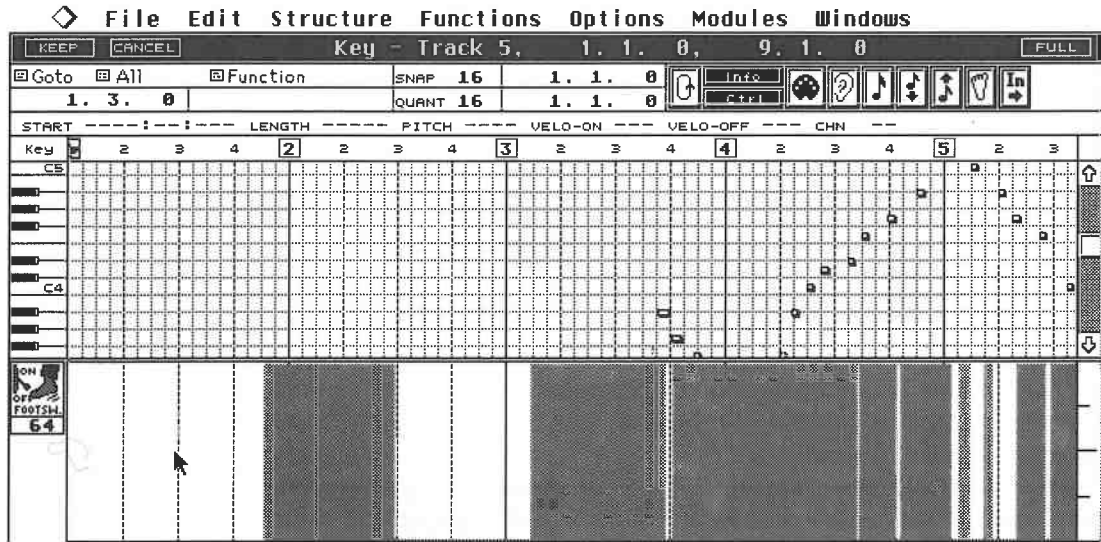 File Edit Structure Functions Options Modules Windows
KEEP CANCEL Key - Track 5, 1. 1. 0, 9. 1. 0 FULL
Goto All Function SNAP 16 1. 1. 0 Info
1. 3. 0 QUANT 16 1. 1. 0 Ctrl In
START -----:--:---- LENGTH ------ PITCH ---- VELO-ON --- VELO-OFF --- CHN --
Key 2 3 4 2 2 3 4 3 2 3 4 4 2 3 4 5 2 3
C5
C4
ON
OFF
FOOTSW.
64